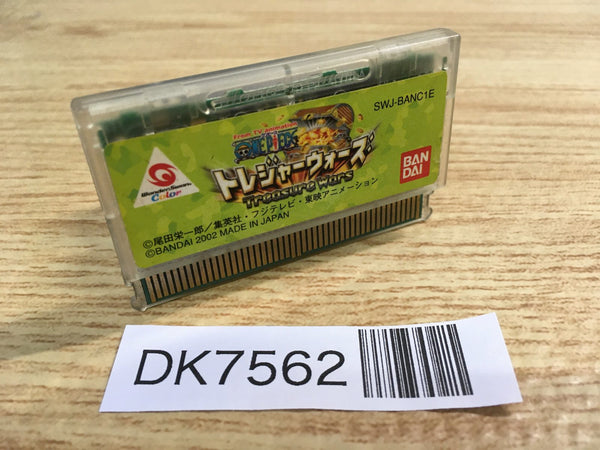 SWJ-BANC1E
From TV animation
ONE PIECE
トレジャーウォーズ
Treasure Wars
WonderSwan
Color
BAN
DAI
©尾田栄一郎／集英社・フジテレビ・東映アニメーション
©BANDAI 2002 MADE IN JAPAN
DK7562